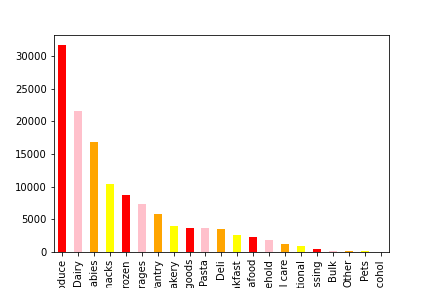 30000
25000
20000
15000
10000
5000
0
oduce
Dairy
abies
nacks
rozen
rages
antry
akery
goods
Pasta
Deli
kfast
afood
ehold
l care
tional
ssing
Bulk
Other
Pets
cohol